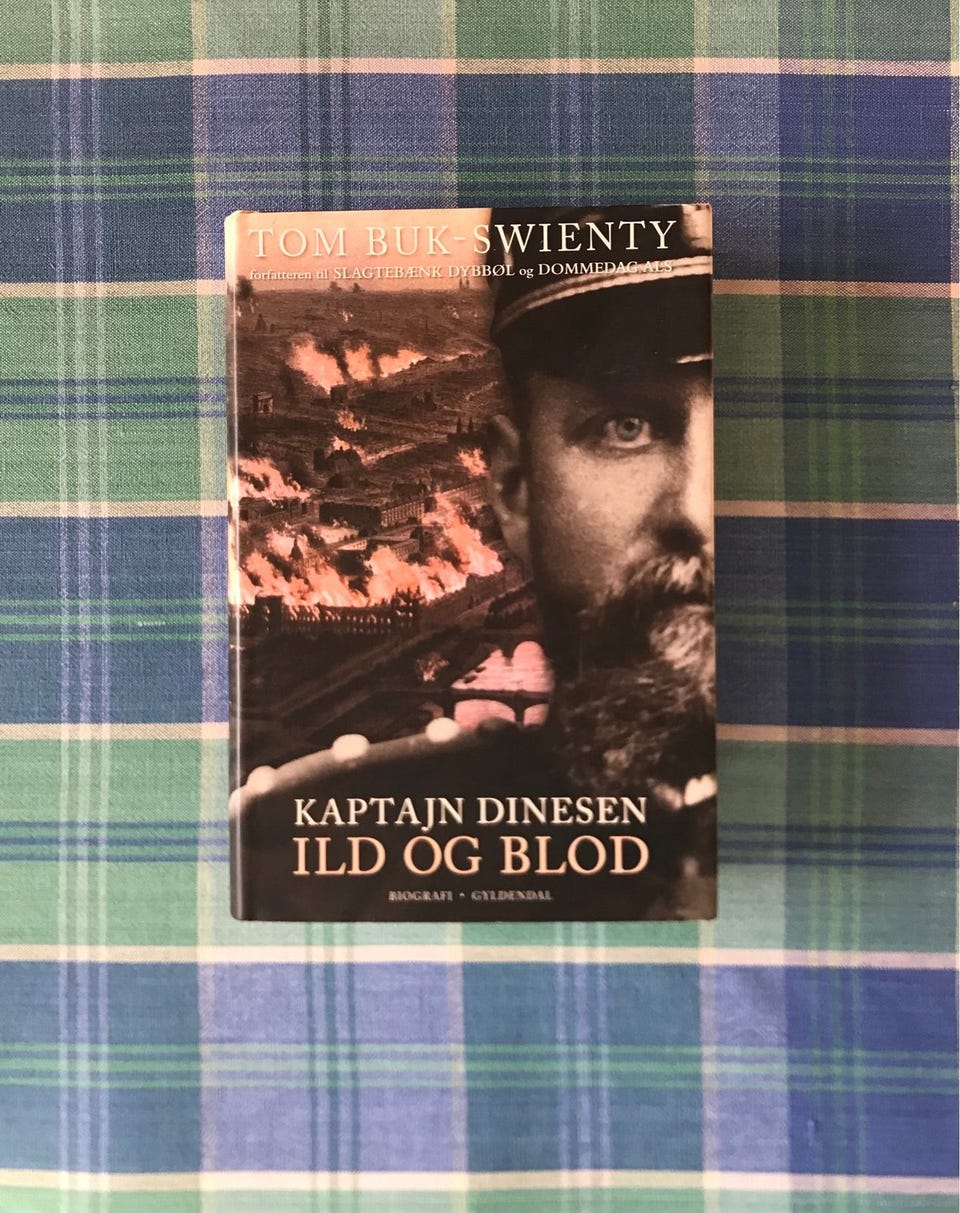 TOM BUK-SWIENTY
forfatteren til SLAGTEBÆNK DYBBØL og DOMMEDAG ALS
KAPTAJN DINESEN
ILD OG BLOD
BIOGRAFI · GYLDENDAL